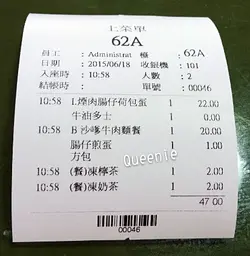 上菜單
62A
員工 : Administrat 檯 : 62A
日期 : 2015/06/18 收銀機 : 101
入座時 : 10:58 人數 : 2
結帳時 : 單號 : 00046
10:58 L煙肉腸仔荷包蛋 1 22.00
牛油多士 1 0.00
10:58 B沙嗲牛肉麵餐 1 20.00
腸仔煎蛋 1 1.00
方包
Queenie
10:58 (餐)凍檸茶 1 2.00
10:58 (餐)凍奶茶 1 2.00
47.00
00046